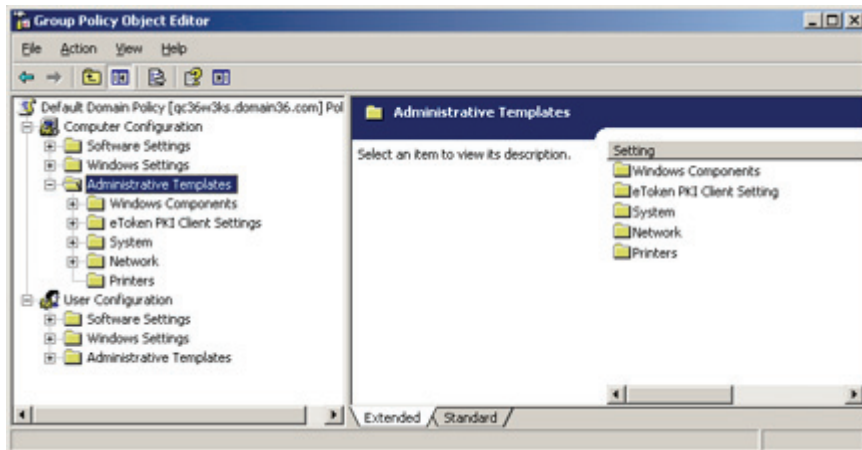 Group Policy Object Editor
File Action View Help
Default Domain Policy [qc36w3ks.domain36.com] Pol
Computer Configuration
Software Settings
Windows Settings
Administrative Templates
Windows Components
eToken PKI Client Settings
System
Network
Printers
User Configuration
Software Settings
Windows Settings
Administrative Templates
Administrative Templates
Select an item to view its description.
Setting
Windows Components
eToken PKI Client Setting
System
Network
Printers
Extended Standard